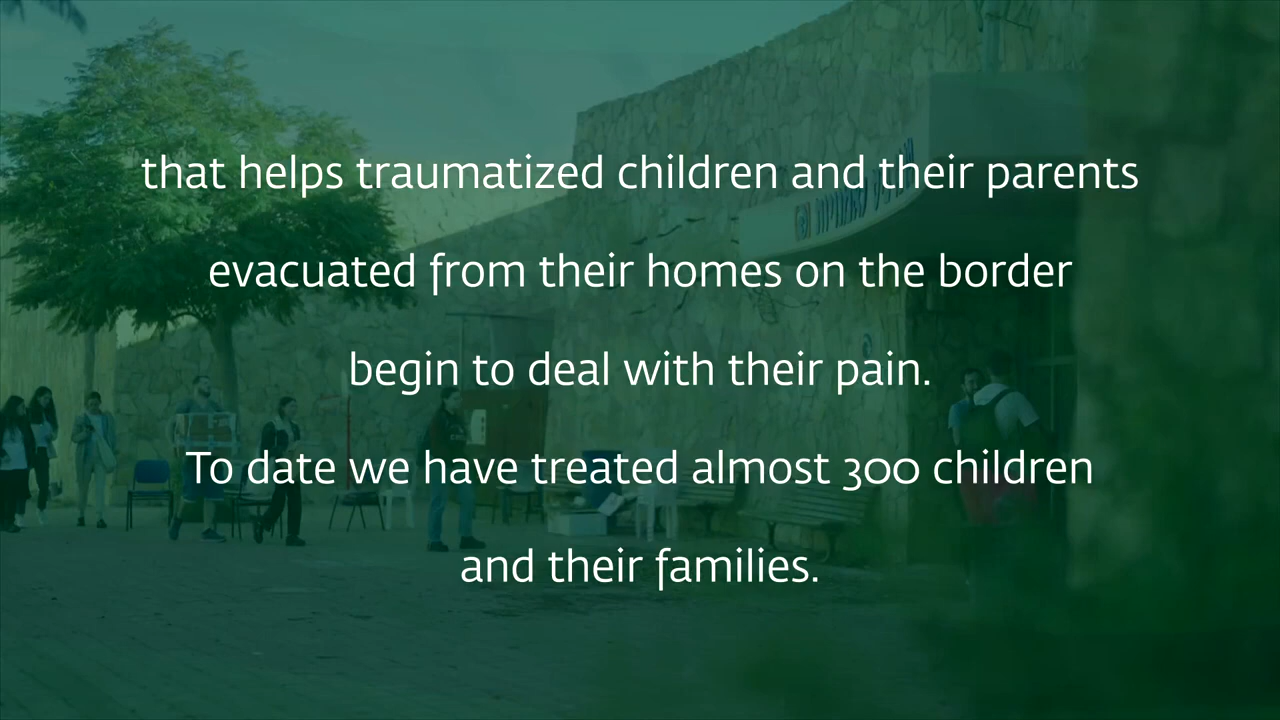 that helps traumatized children and their parents
evacuated from their homes on the border
begin to deal with their pain.
To date we have treated almost 300 children
and their families.